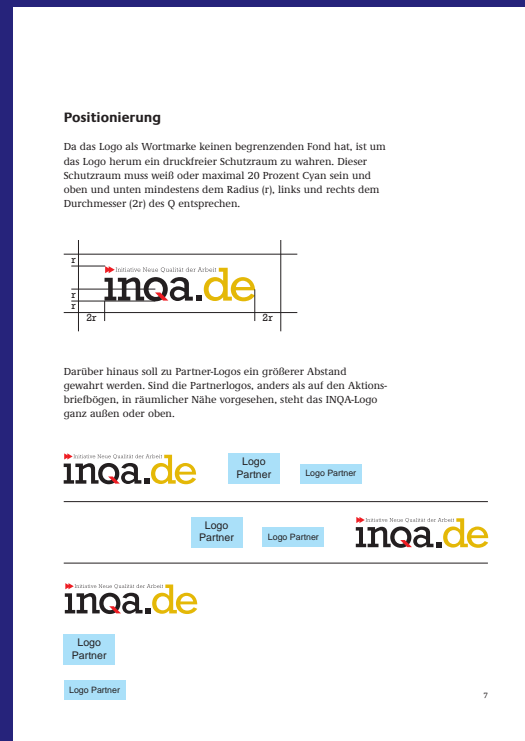 Positionierung
Da das Logo als Wortmarke keinen begrenzenden Fond hat, ist um
das Logo herum ein druckfreier Schutzraum zu wahren. Dieser
Schutzraum muss weiß oder maximal 20 Prozent Cyan sein und
oben und unten mindestens dem Radius (r), links und rechts dem
Durchmesser (2r) des Q entsprechen.
r
Initiative Neue Qualität der Arbeit
inqa.de
r
r
2r
2r
Darüber hinaus soll zu Partner-Logos ein größerer Abstand
gewahrt werden. Sind die Partnerlogos, anders als auf den Aktions-
briefbögen, in räumlicher Nähe vorgesehen, steht das INQA-Logo
ganz außen oder oben.
Initiative Neue Qualität der Arbeit
inqa.de
Logo
Partner
Logo Partner
Logo
Partner
Logo Partner
Initiative Neue Qualität der Arbeit
inqa.de
Initiative Neue Qualität der Arbeit
inqa.de
Logo
Partner
Logo Partner
7